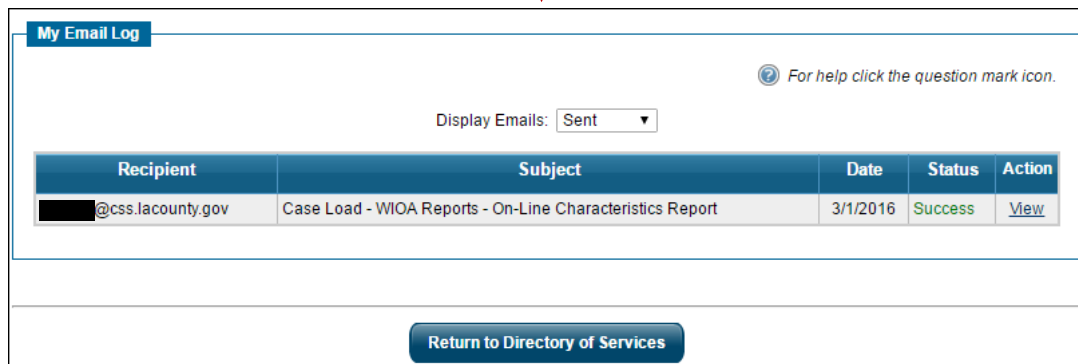 My Email Log
For help click the question mark icon.
Display Emails: Sent
Recipient Subject Date Status Action
@css.lacounty.gov Case Load - WIOA Reports - On-Line Characteristics Report 3/1/2016 Success View
Return to Directory of Services